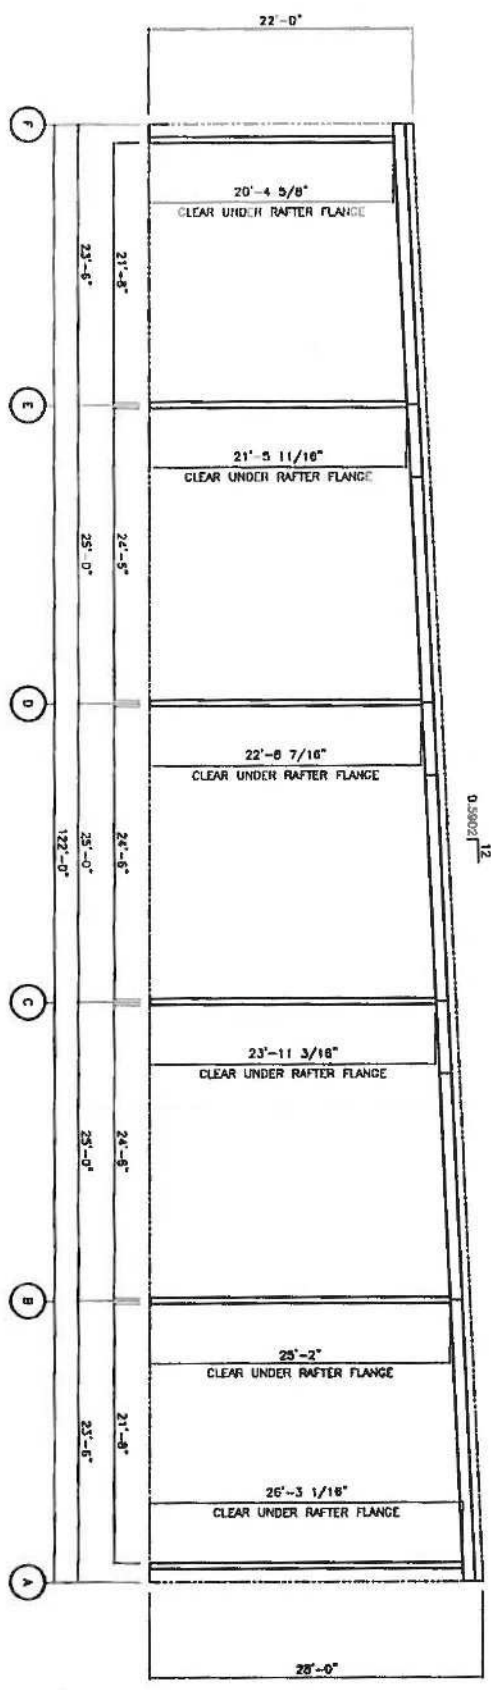 22'-0"
F
20'-4 5/8"
CLEAR UNDER RAFTER FLANGE
23'-6"
21'-8"
E
21'-5 11/16"
CLEAR UNDER RAFTER FLANGE
25'-0"
24'-6"
D
22'-8 7/16"
CLEAR UNDER RAFTER FLANGE
12
0.5902
122'-0"
25'-0"
24'-6"
C
23'-11 3/16"
CLEAR UNDER RAFTER FLANGE
25'-0"
24'-6"
B
25'-2"
CLEAR UNDER RAFTER FLANGE
23'-6"
21'-8"
26'-3 1/16"
CLEAR UNDER RAFTER FLANGE
A
28'-0"